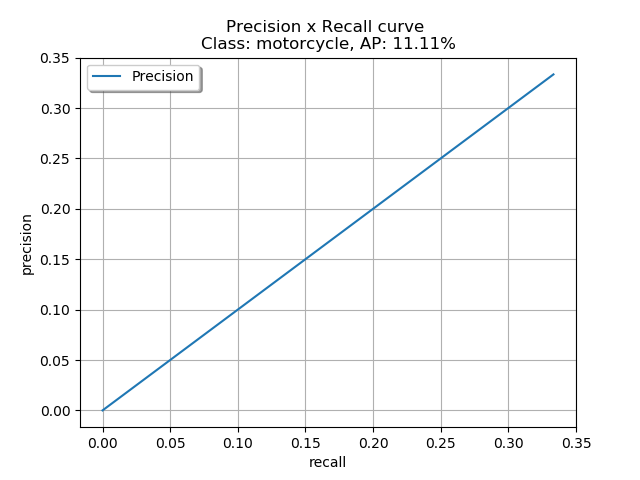 Precision x Recall curve
Class: motorcycle, AP: 11.11%
Precision
precision
0.35
0.30
0.25
0.20
0.15
0.10
0.05
0.00
0.00 0.05 0.10 0.15 0.20 0.25 0.30 0.35
recall